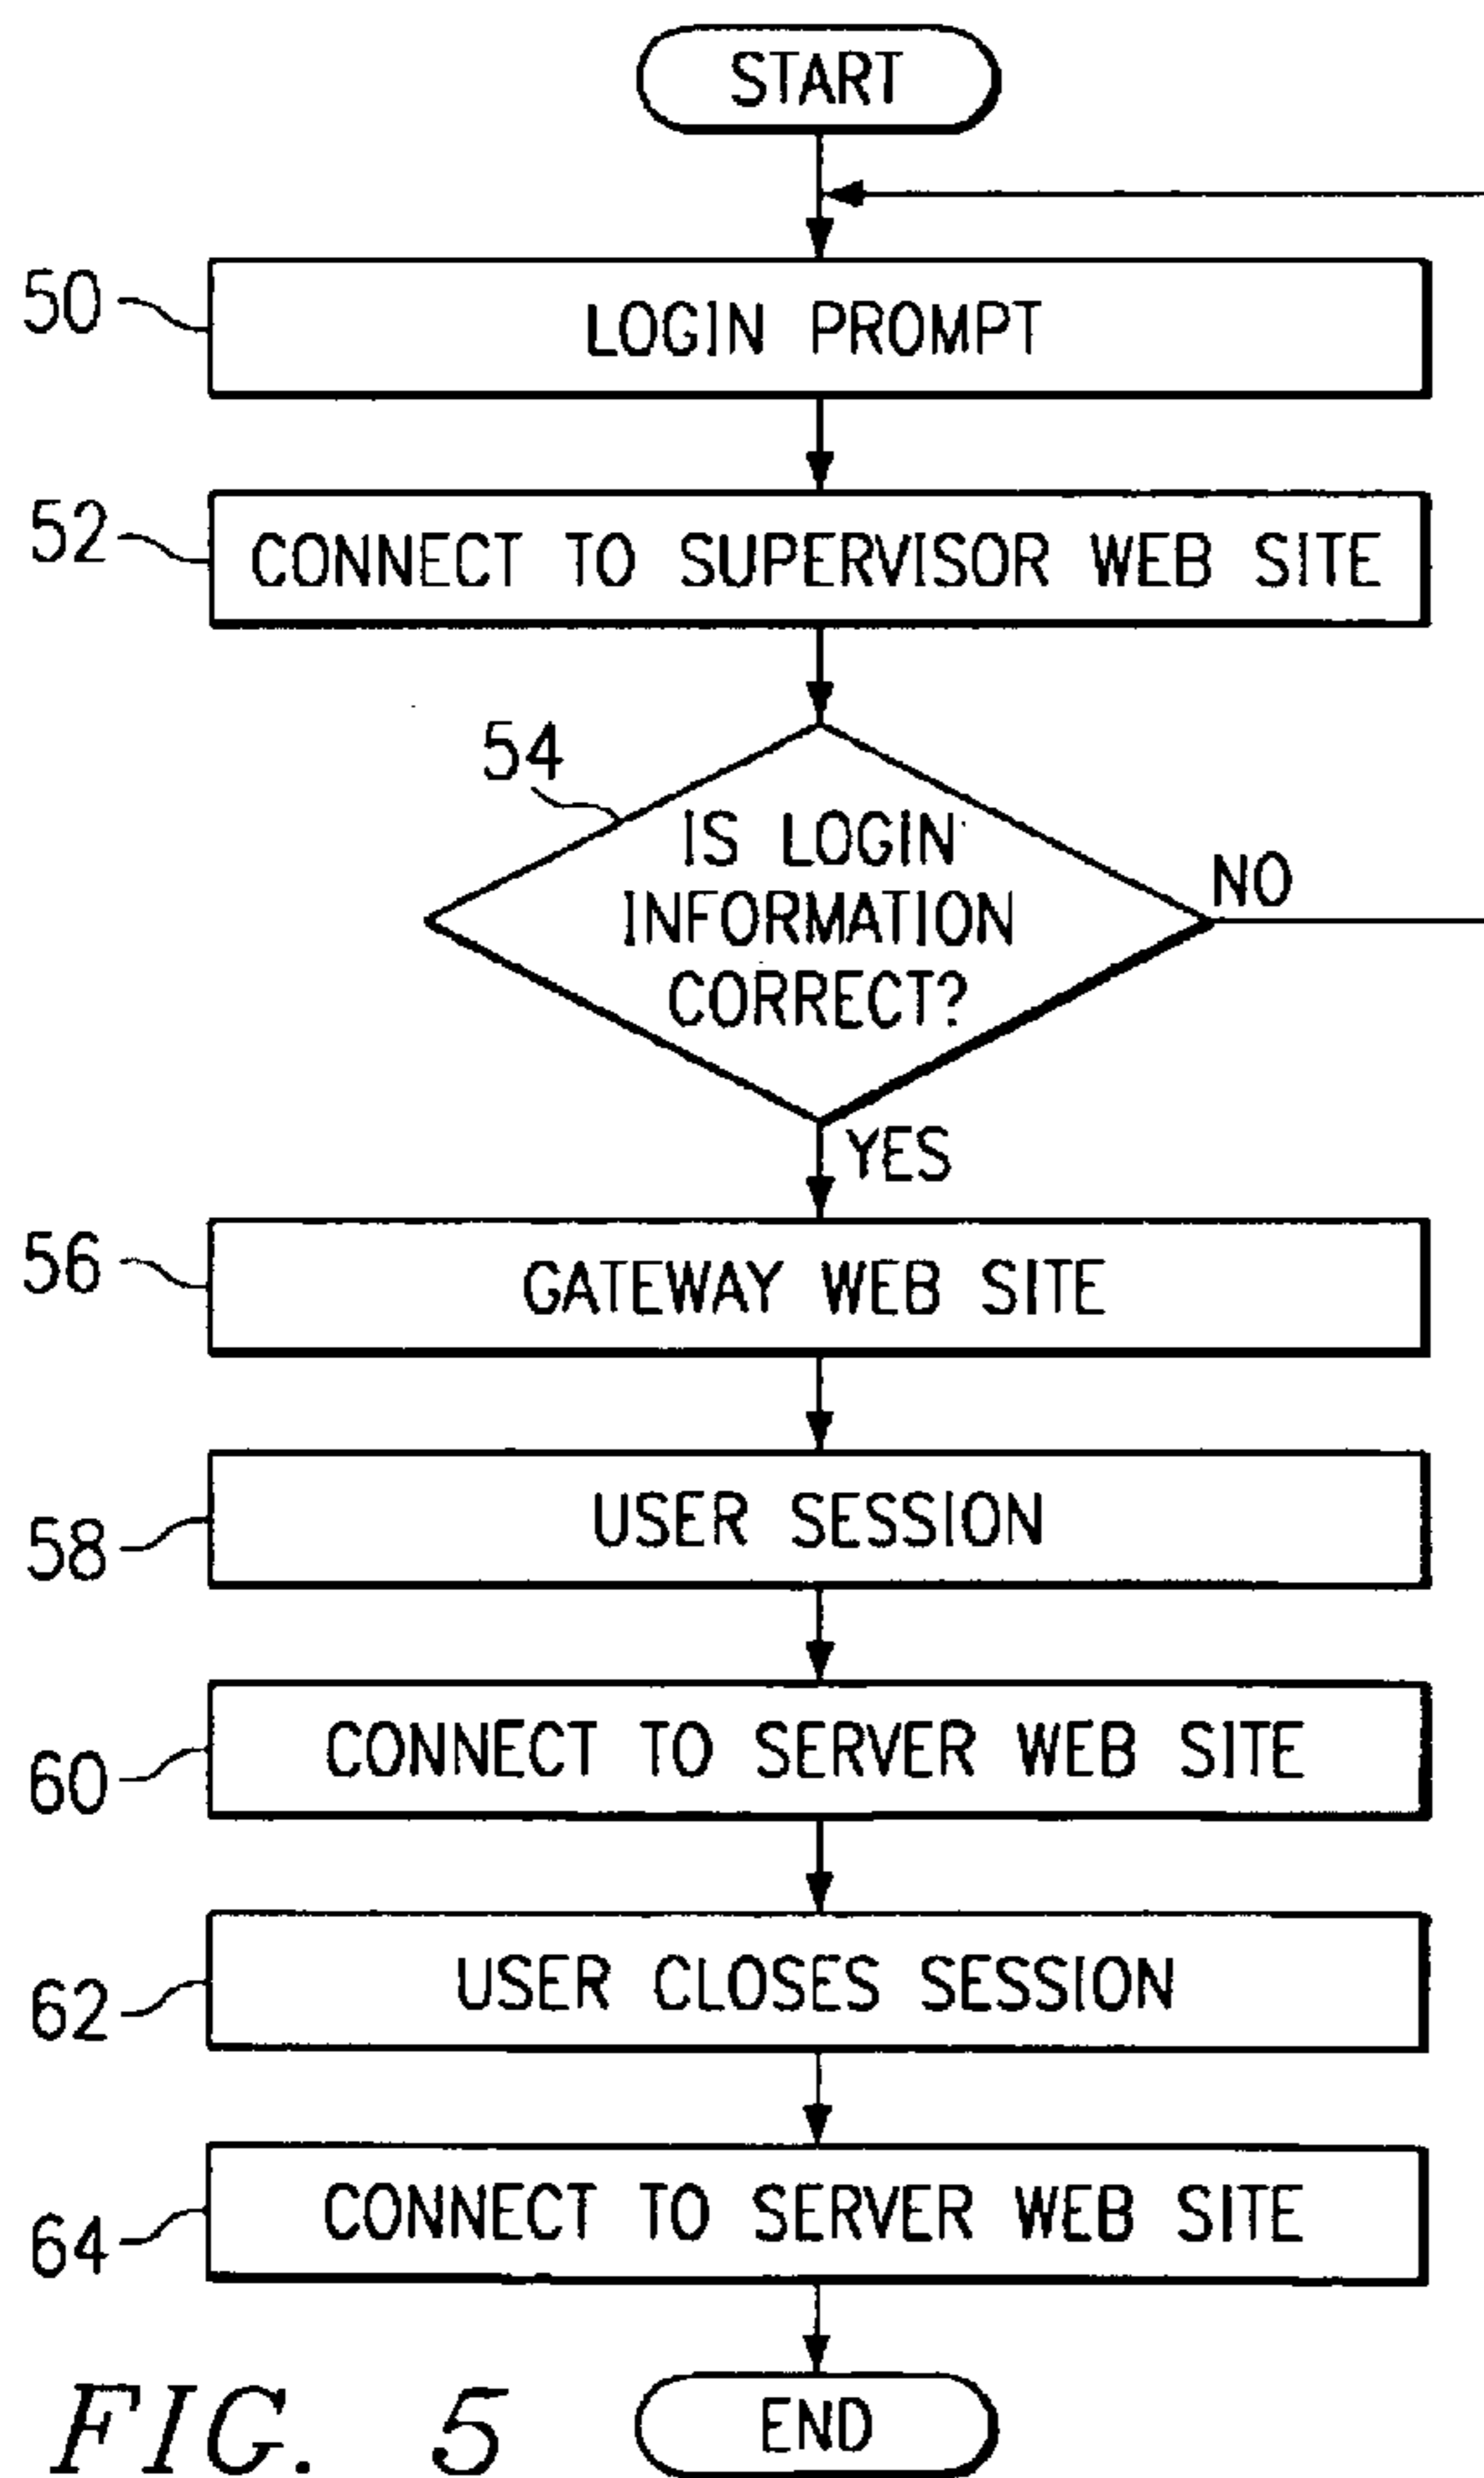 START
50
LOGIN PROMPT
52
CONNECT TO SUPERVISOR WEB SITE
54
IS LOGIN
INFORMATION
CORRECT?
NO
YES
56
GATEWAY WEB SITE
58
USER SESSION
60
CONNECT TO SERVER WEB SITE
62
USER CLOSES SESSION
64
CONNECT TO SERVER WEB SITE
END
FIG. 5